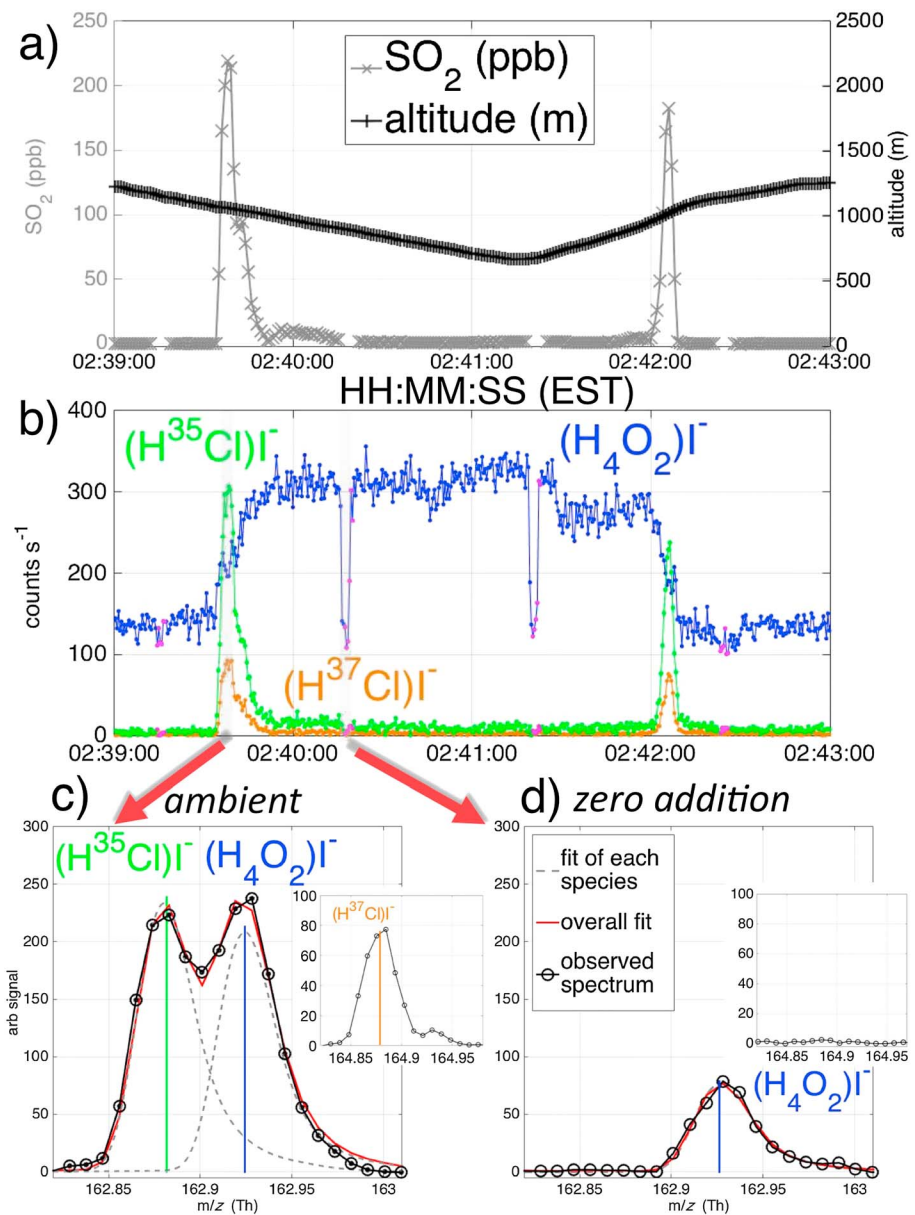 a)
250
200
150
100
50
0
SO2 (ppb)
SO2 (ppb)
altitude (m)
2500
2000
1500
1000
500
0
altitude (m)
02:39:00 02:40:00 02:41:00 02:42:00 02:43:00
HH:MM:SS (EST)
b)
400
300
200
100
0
counts s-1
(H35Cl)I-
(H4O2)I-
(H37Cl)I-
02:39:00 02:40:00 02:41:00 02:42:00 02:43:00
c) ambient
300
250
200
150
100
50
0
arb signal
(H35Cl)I-
(H4O2)I-
100
80
60
40
20
0
(H37Cl)I-
164.85 164.9 164.95
162.85 162.9 162.95 163
m/z (Th)
d) zero addition
300
250
200
150
100
50
0
fit of each
species
overall fit
observed
spectrum
100
80
60
40
20
0
164.85 164.9 164.95
(H4O2)I-
162.85 162.9 162.95 163
m/z (Th)